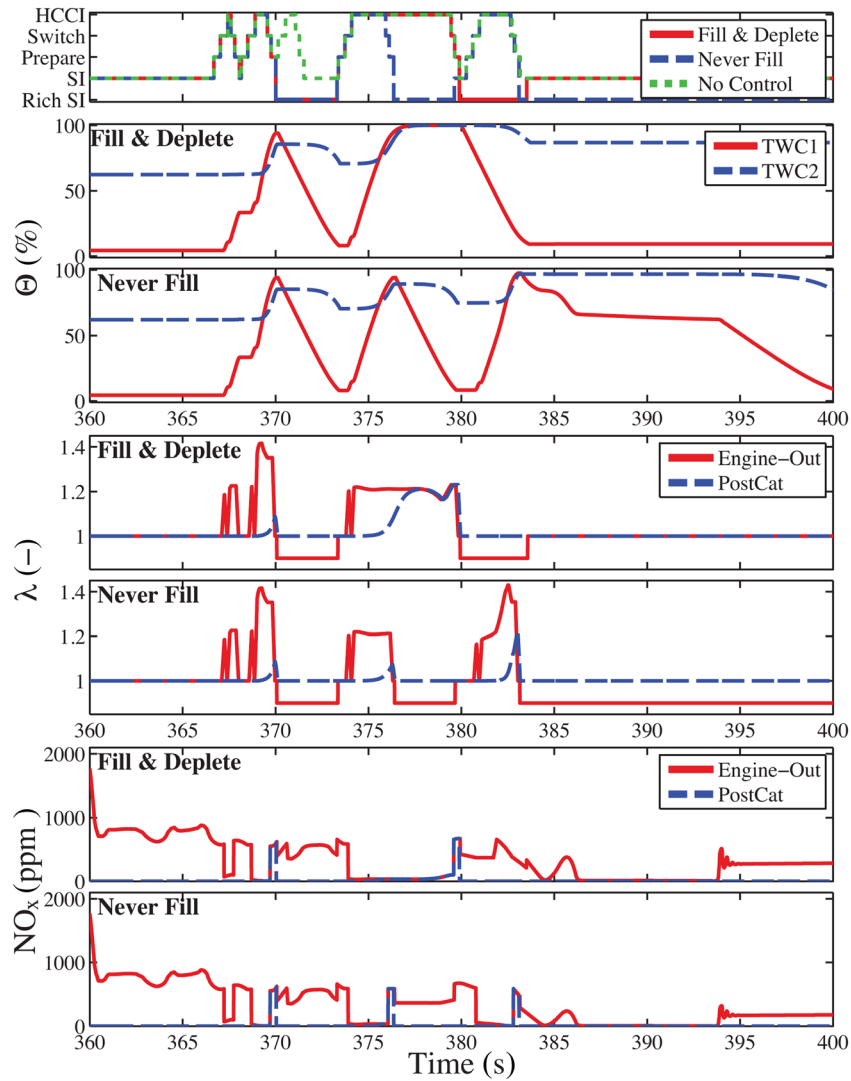 HCCI
Switch
Prepare
SI
Rich SI
Fill & Deplete
Never Fill
No Control
Fill & Deplete
100
50
0
TWC1
TWC2
Θ (%)
Never Fill
100
50
0
360 365 370 375 380 385 390 395 400
Fill & Deplete
1.4
1.2
1
Engine−Out
PostCat
λ (−)
Never Fill
1.4
1.2
1
360 365 370 375 380 385 390 395 400
Fill & Deplete
2000
1000
0
Engine−Out
PostCat
NOx (ppm)
Never Fill
2000
1000
0
360 365 370 375 380 385 390 395 400
Time (s)